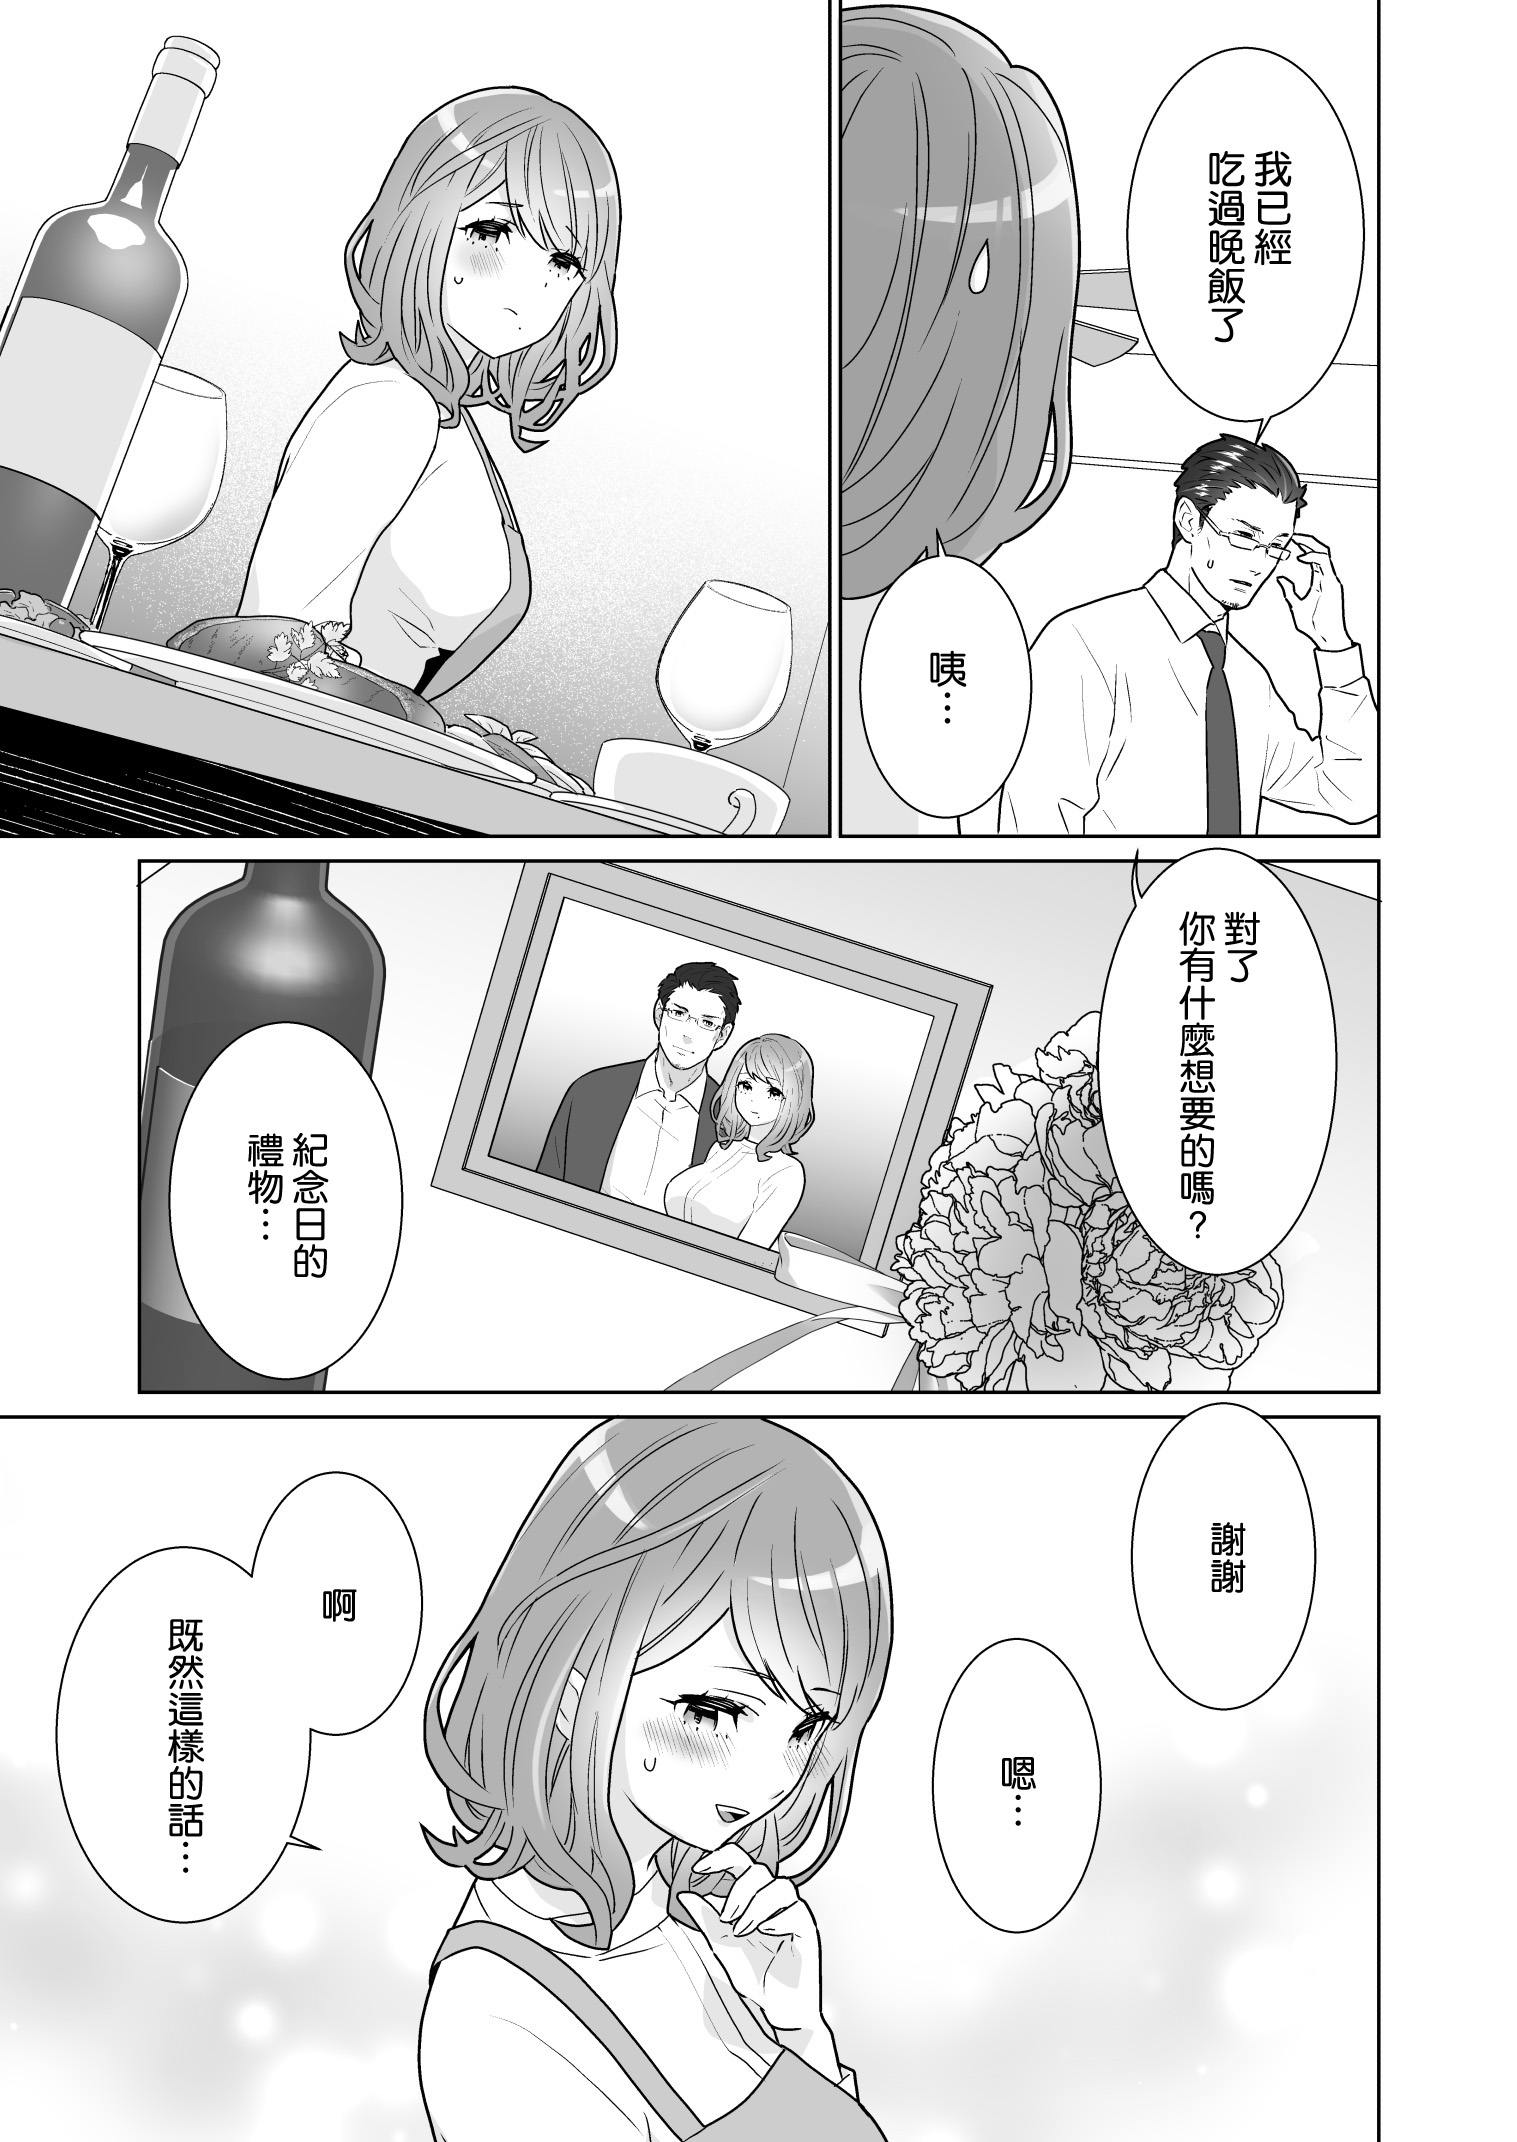 我已經
吃過晚飯了
咦…
對了
你有什麼想要的嗎？
紀念日的
禮物…
謝謝
嗯…
啊
既然這樣的話…